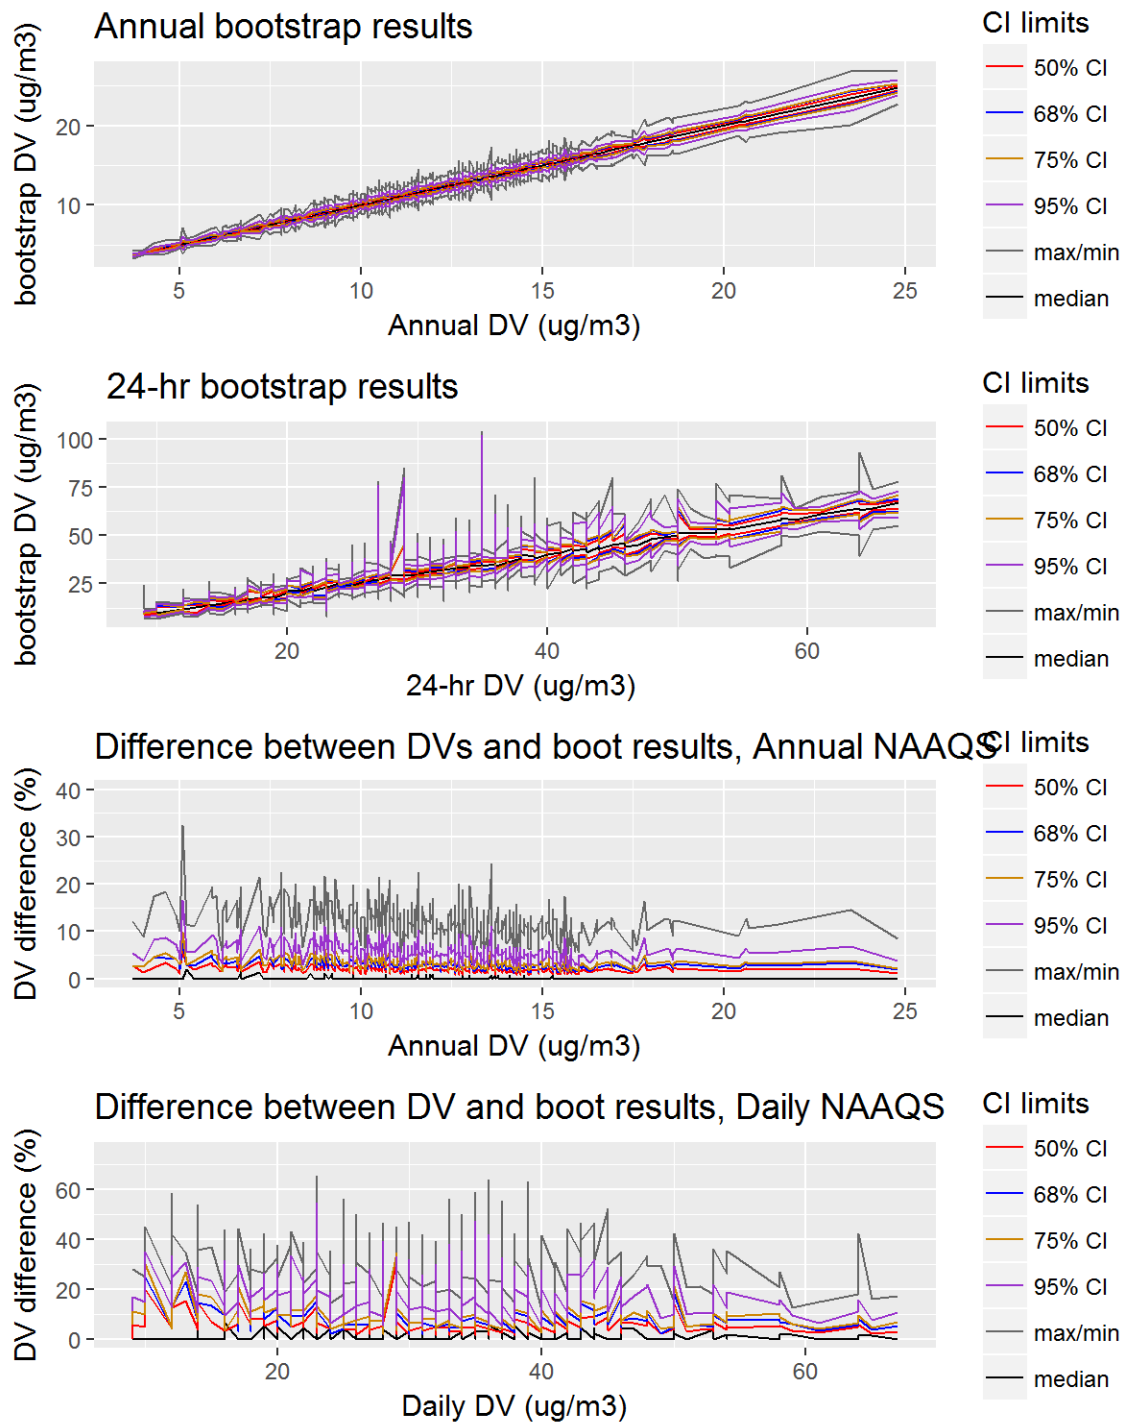 Annual bootstrap results
bootstrap DV (ug/m3)
20
10
5
10
15
20
25
Annual DV (ug/m3)
CI limits
50% CI
68% CI
75% CI
95% CI
max/min
median
24-hr bootstrap results
bootstrap DV (ug/m3)
100
75
50
25
20
40
60
24-hr DV (ug/m3)
CI limits
50% CI
68% CI
75% CI
95% CI
max/min
median
Difference between DVs and boot results, Annual NAAQS
DV difference (%)
40
30
20
10
0
5
10
15
20
25
Annual DV (ug/m3)
CI limits
50% CI
68% CI
75% CI
95% CI
max/min
median
Difference between DV and boot results, Daily NAAQS
DV difference (%)
60
40
20
0
20
40
60
Daily DV (ug/m3)
CI limits
50% CI
68% CI
75% CI
95% CI
max/min
median